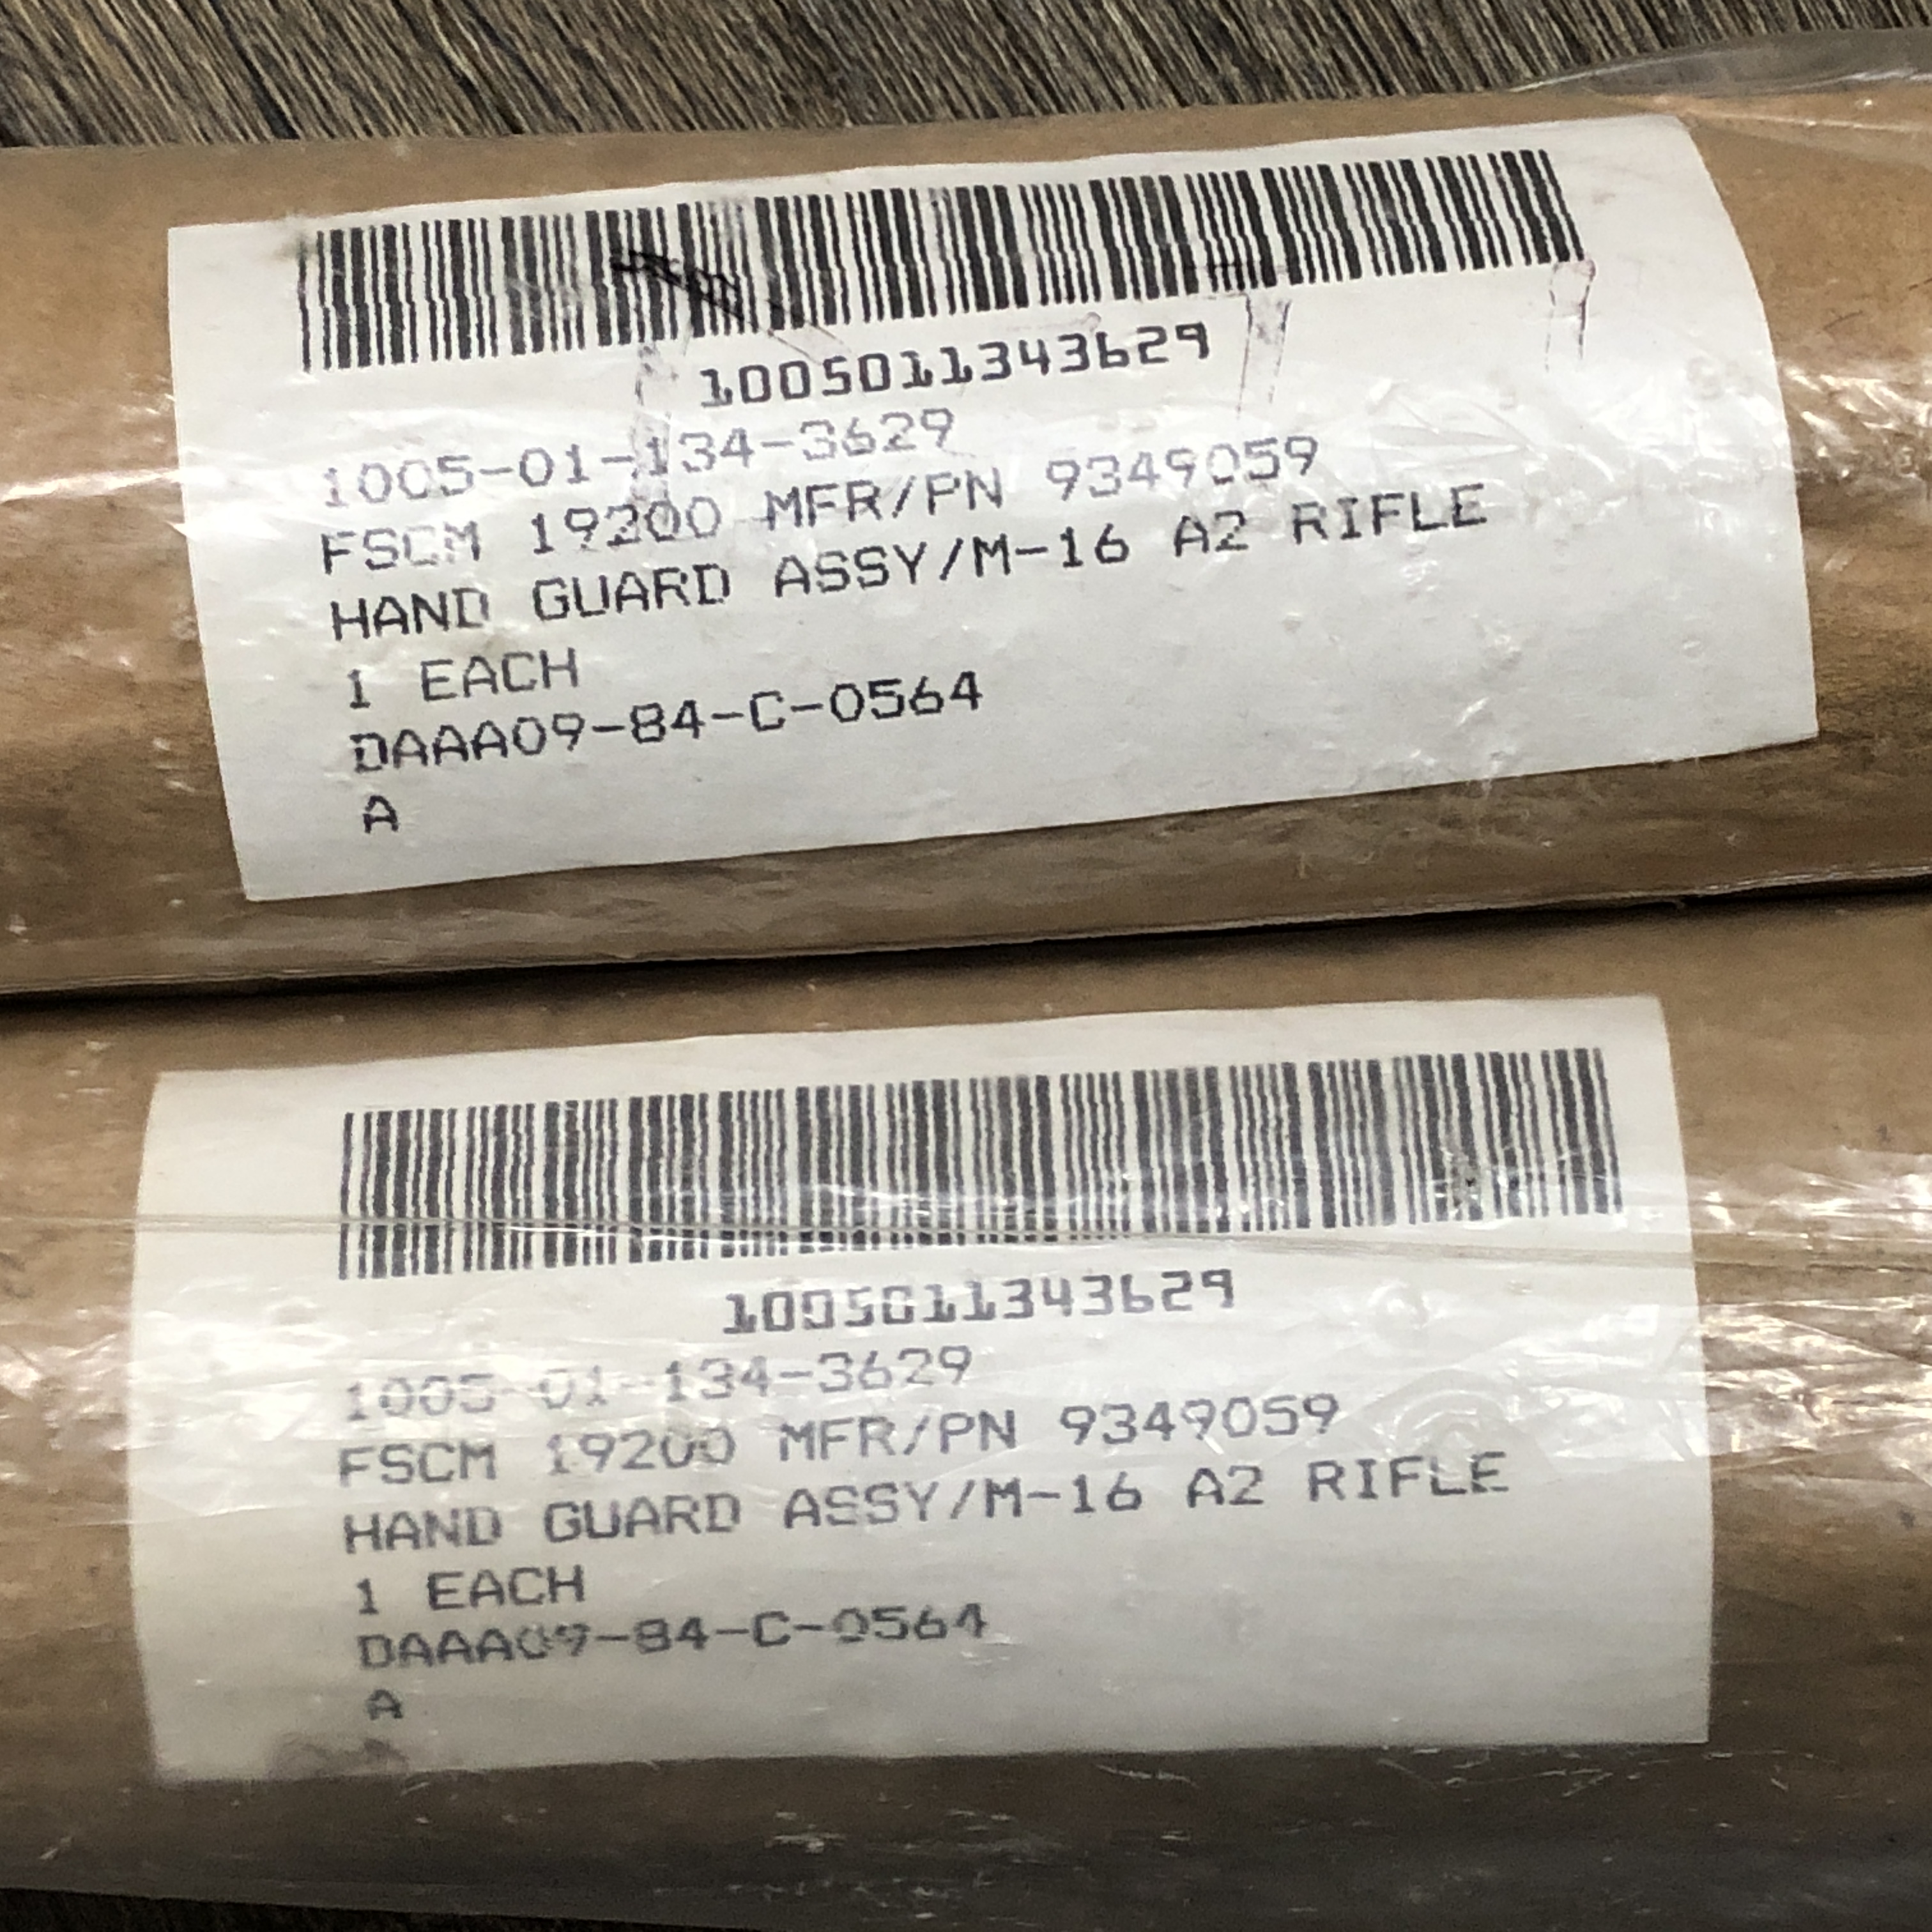 1005011343629
1005-01-134-3629
FSCM 19200 MFR/PN 9349059
HAND GUARD ASSY/M-16 A2 RIFLE
1 EACH
DAAA09-84-C-0564
A
1005011343629
1005-01-134-3629
FSCM 19200 MFR/PN 9349059
HAND GUARD ASSY/M-16 A2 RIFLE
1 EACH
DAAA09-84-C-0564
A